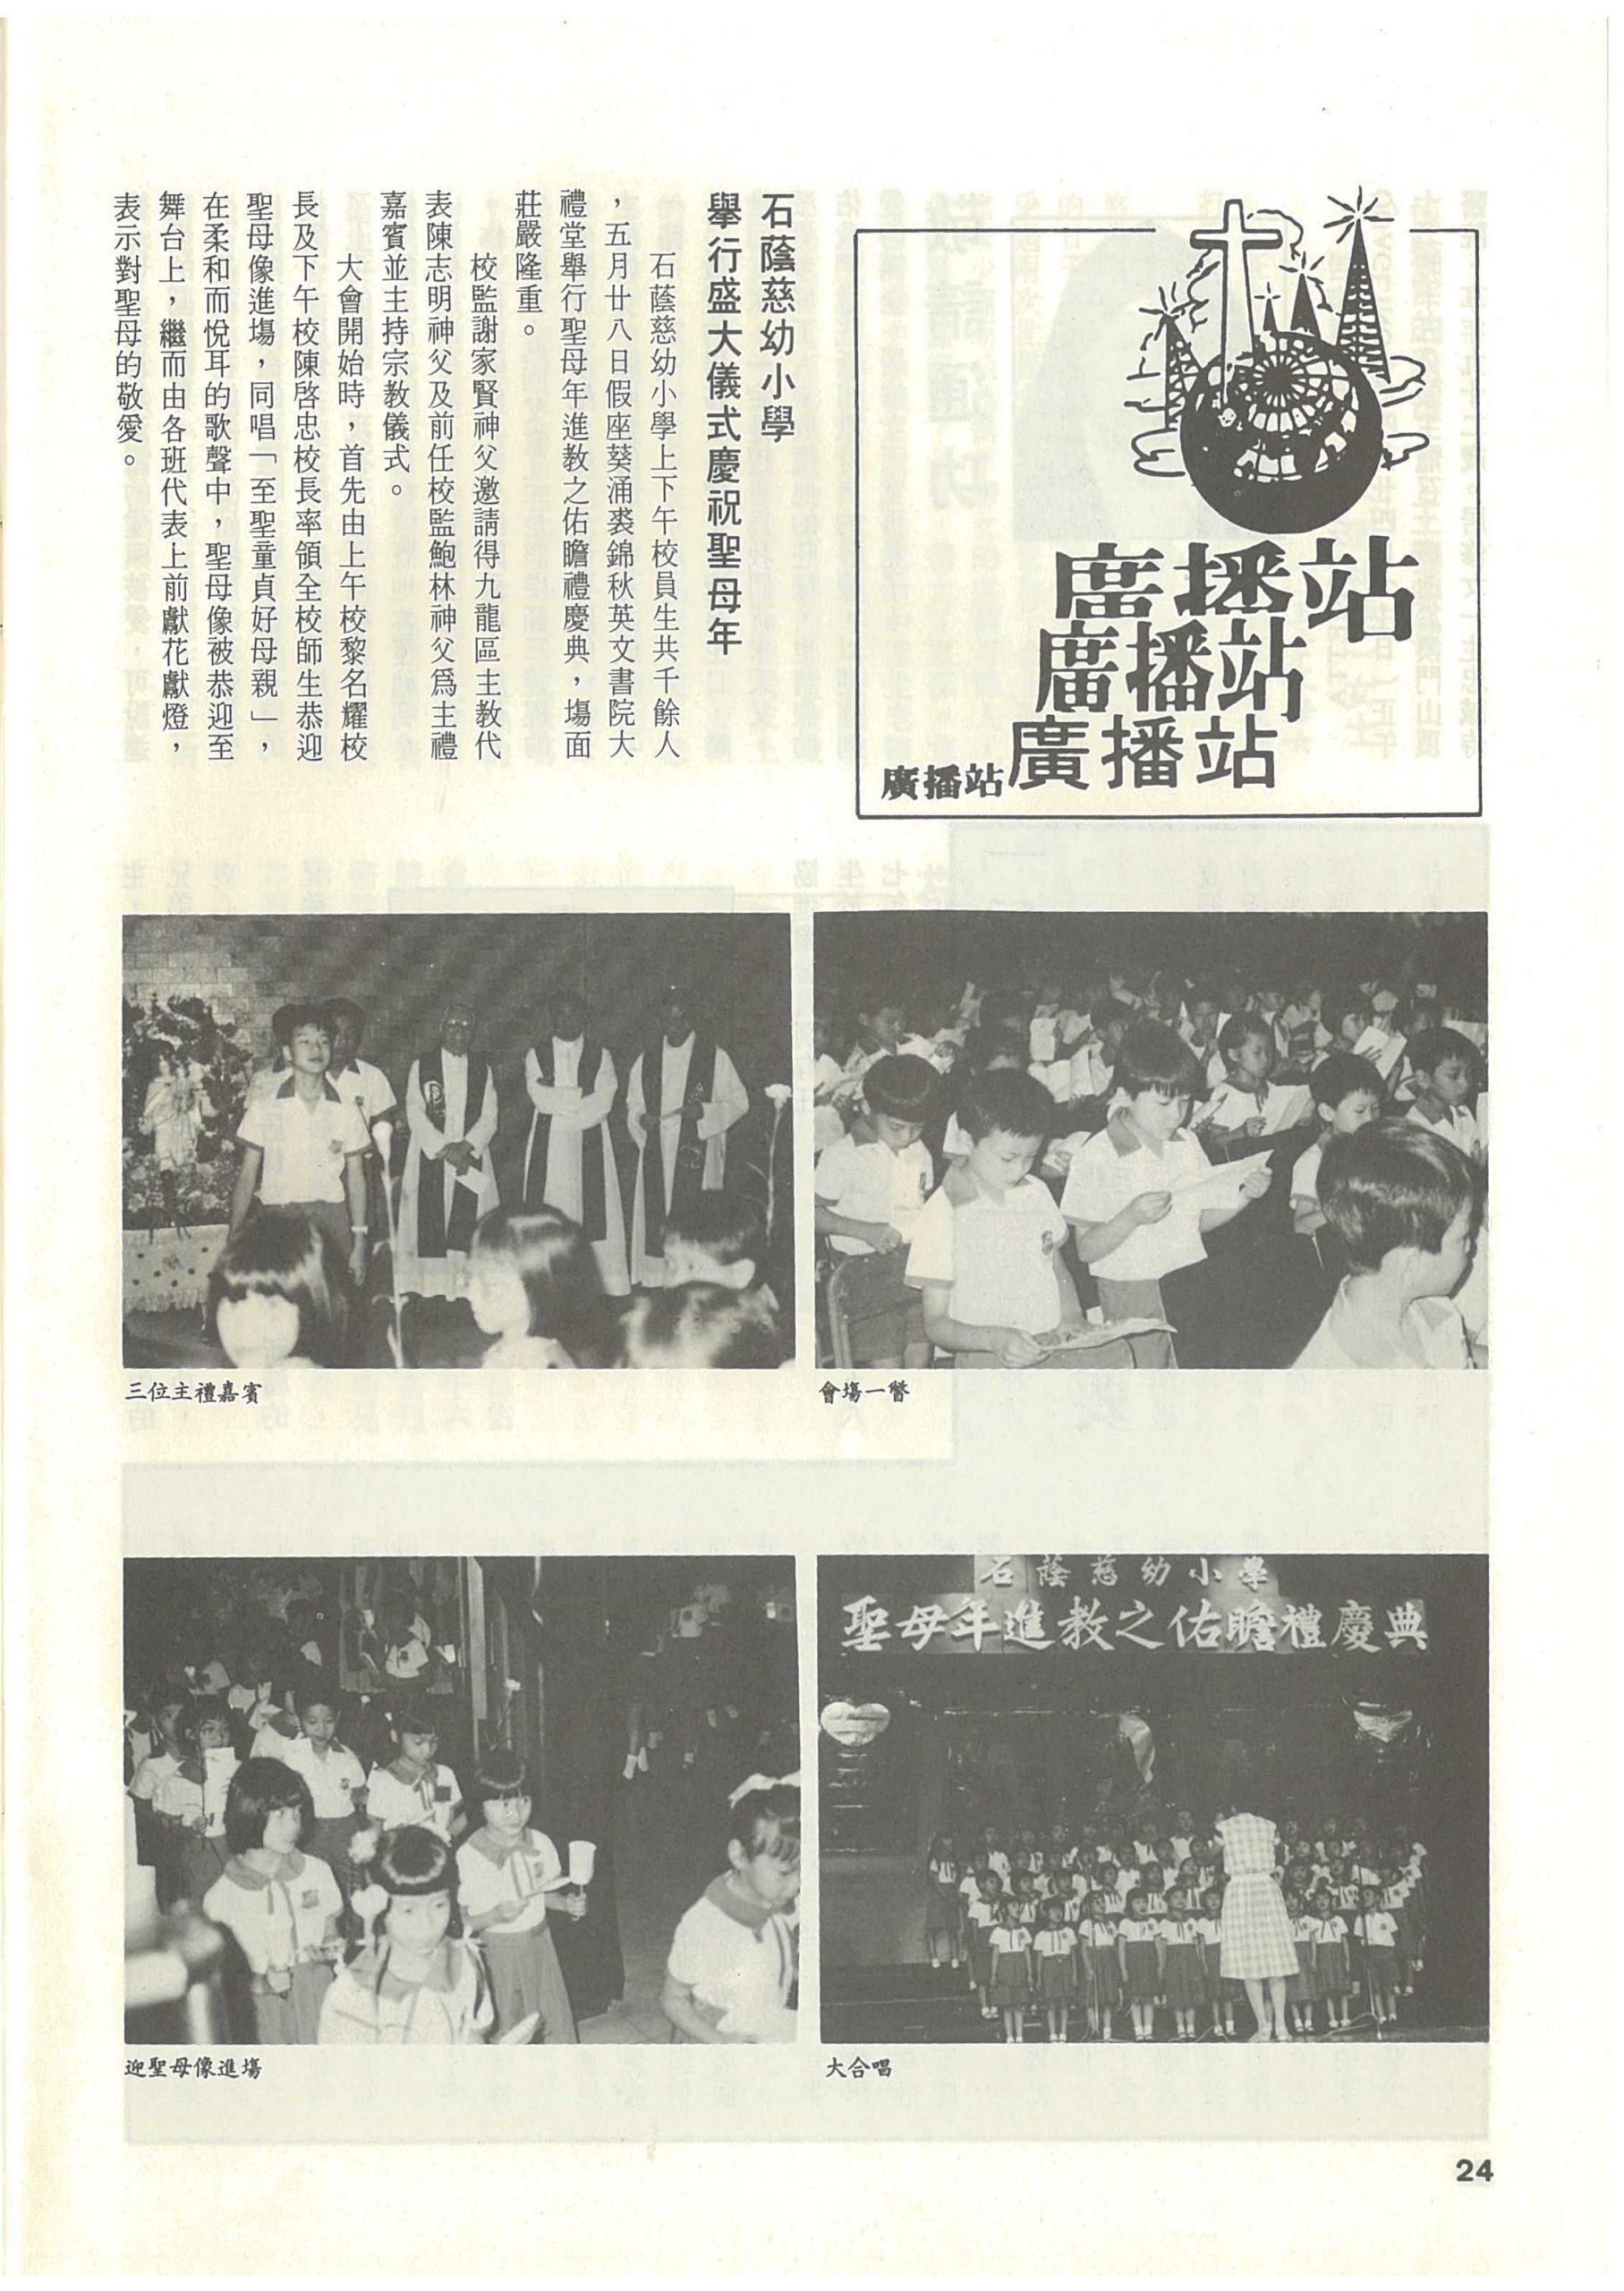 廣播站
廣播站
廣播站
廣播站
石蔭慈幼小學
舉行盛大儀式慶祝聖母年
石蔭慈幼小學上下午校員生共千餘人
，五月廿八日假座葵涌裘錦秋英文書院大
禮堂舉行聖母年進教之佑瞻禮慶典，場面
莊嚴隆重。
校監謝家賢神父邀請得九龍區主教代
表陳志明神父及前任校監鮑林神父爲主禮
嘉賓並主持宗教儀式。
大會開始時，首先由上午校黎名耀校
長及下午校陳啓忠校長率領全校師生恭迎
聖母像進場，同唱「至聖童貞好母親」，
在柔和而悅耳的歌聲中，聖母像被恭迎至
舞台上，繼而由各班代表上前獻花獻燈，
表示對聖母的敬愛。
三位主禮嘉賓
會場一瞥
石蔭慈幼小學
聖母年進教之佑瞻禮慶典
迎聖母像進場
大合唱
24